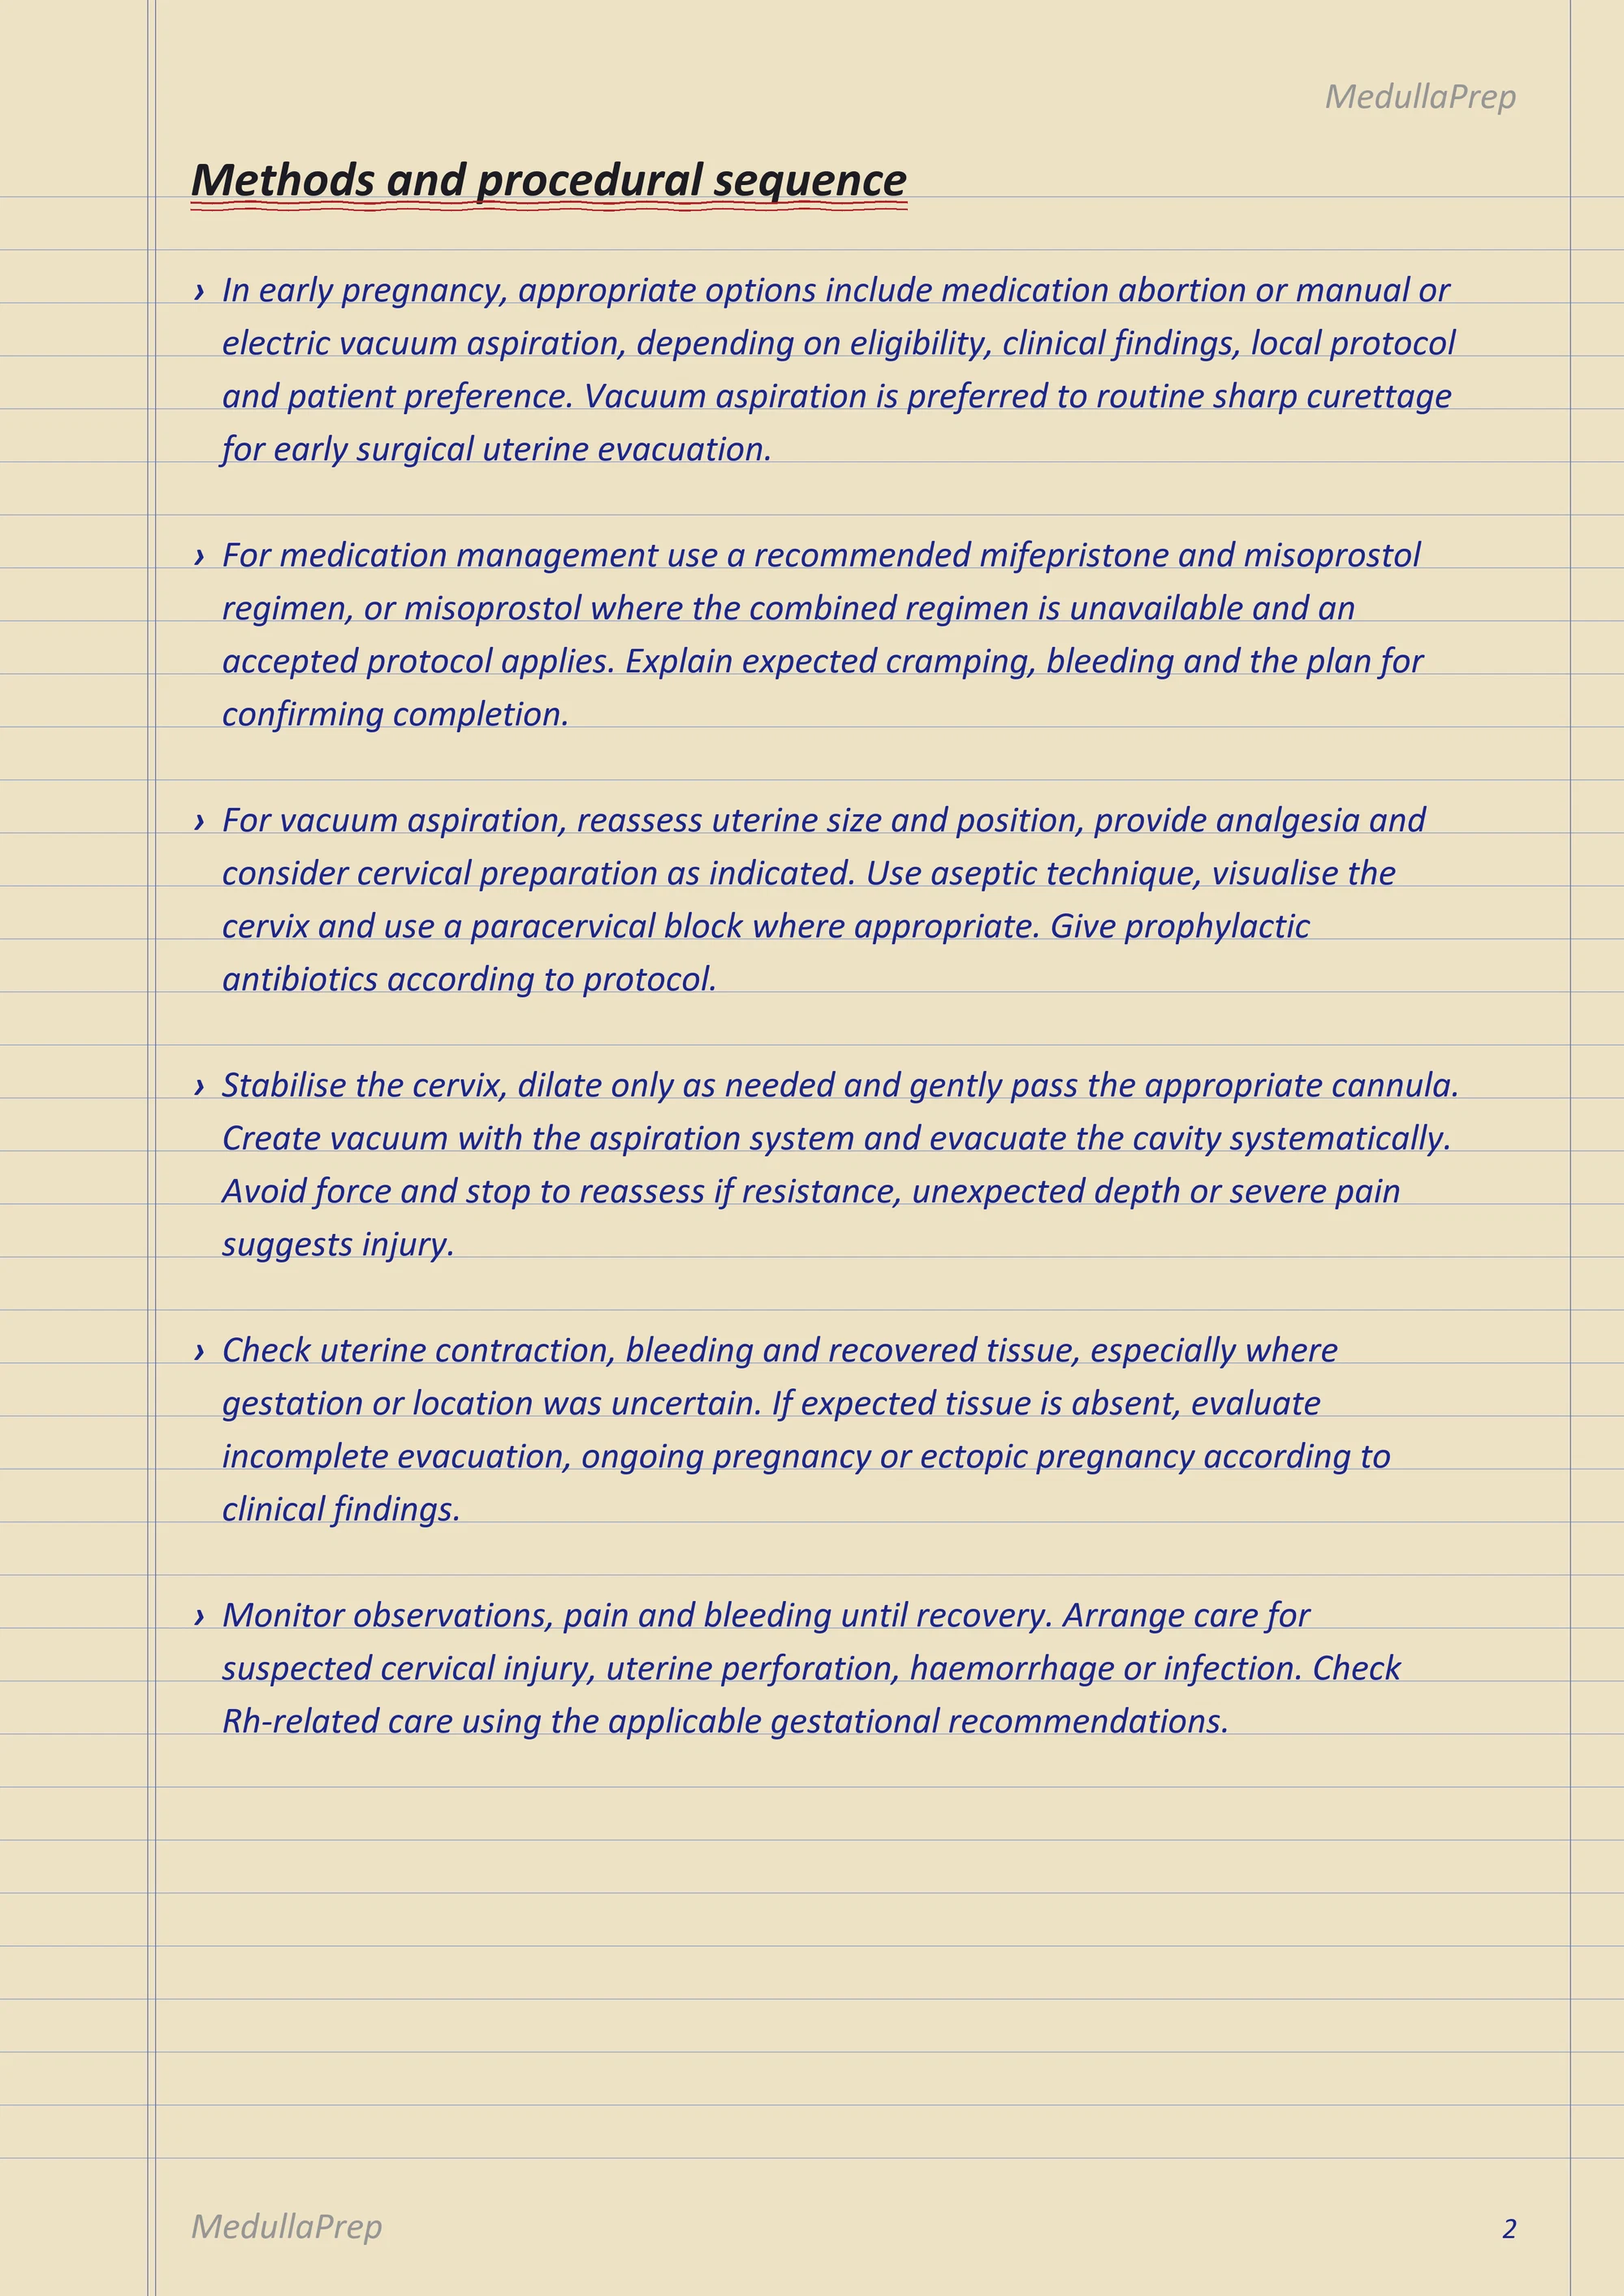 MedullaPrep
Methods and procedural sequence
› In early pregnancy, appropriate options include medication abortion or manual or
electric vacuum aspiration, depending on eligibility, clinical findings, local protocol
and patient preference. Vacuum aspiration is preferred to routine sharp curettage
for early surgical uterine evacuation.
› For medication management use a recommended mifepristone and misoprostol
regimen, or misoprostol where the combined regimen is unavailable and an
accepted protocol applies. Explain expected cramping, bleeding and the plan for
confirming completion.
› For vacuum aspiration, reassess uterine size and position, provide analgesia and
consider cervical preparation as indicated. Use aseptic technique, visualise the
cervix and use a paracervical block where appropriate. Give prophylactic
antibiotics according to protocol.
› Stabilise the cervix, dilate only as needed and gently pass the appropriate cannula.
Create vacuum with the aspiration system and evacuate the cavity systematically.
Avoid force and stop to reassess if resistance, unexpected depth or severe pain
suggests injury.
› Check uterine contraction, bleeding and recovered tissue, especially where
gestation or location was uncertain. If expected tissue is absent, evaluate
incomplete evacuation, ongoing pregnancy or ectopic pregnancy according to
clinical findings.
› Monitor observations, pain and bleeding until recovery. Arrange care for
suspected cervical injury, uterine perforation, haemorrhage or infection. Check
Rh-related care using the applicable gestational recommendations.
MedullaPrep
2